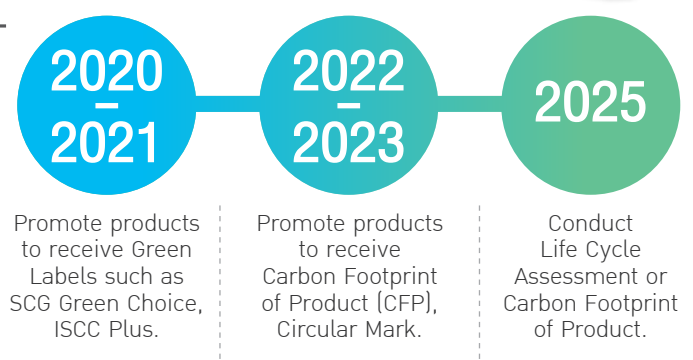 2020
–
2021
Promote products
to receive Green
Labels such as
SCG Green Choice,
ISCC Plus.
2022
–
2023
Promote products
to receive
Carbon Footprint
of Product (CFP),
Circular Mark.
2025
Conduct
Life Cycle
Assessment or
Carbon Footprint
of Product.